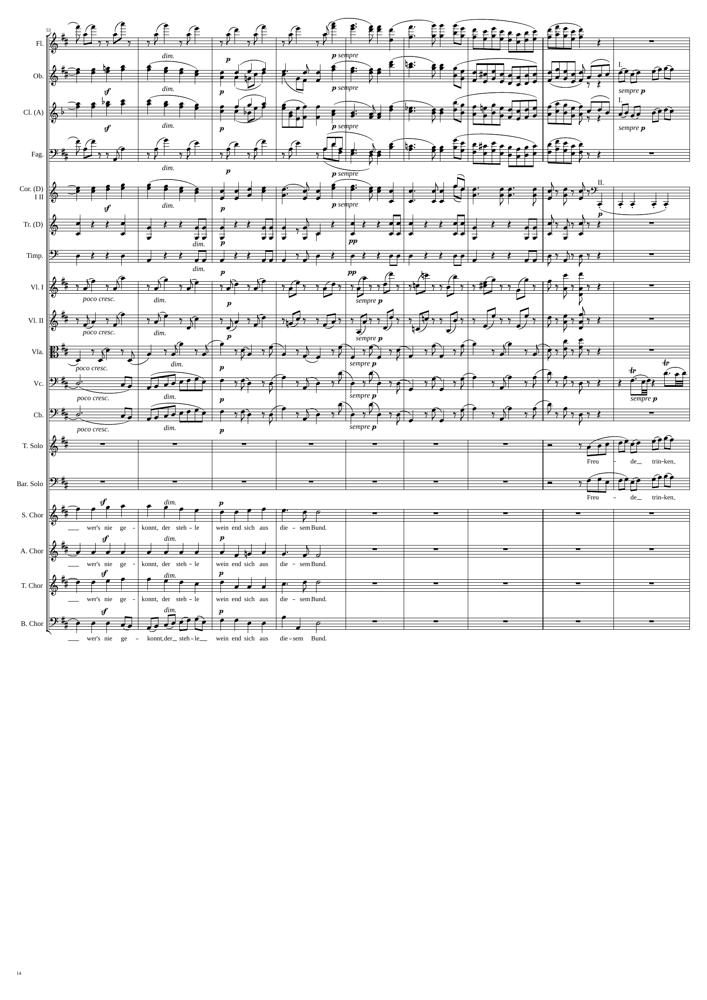 53
Fl.
p
dim.
p sempre
Ob.
sf
dim.
p
p sempre
I.
sempre p
Cl. (A)
sf
dim.
p
p sempre
I.
sempre p
Fag.
dim.
p
p sempre
Cor. (D)
I II
sf
dim.
p
p sempre
II.
p
Tr. (D)
dim.
p
pp
Timp.
dim.
p
pp
Vl. I
poco cresc.
dim.
p
sempre p
Vl. II
poco cresc.
dim.
p
sempre p
Vla.
poco cresc.
dim.
p
sempre p
Vc.
poco cresc.
dim.
p
sempre p
tr
tr
sempre p
Cb.
poco cresc.
dim.
p
sempre p
T. Solo
Freu – de trin–ken
Bar. Solo
Freu – de trin–ken
sf dim. p
S. Chor
wer's nie ge – konnt, der steh – le wein end sich aus die – sem Bund.
sf dim. p
A. Chor
wer's nie ge – konnt, der steh – le wein end sich aus die – sem Bund.
sf dim. p
T. Chor
wer's nie ge – konnt, der steh – le wein end sich aus die – sem Bund.
sf dim. p
B. Chor
wer's nie ge – konnt, der steh – le wein end sich aus die – sem Bund.
14